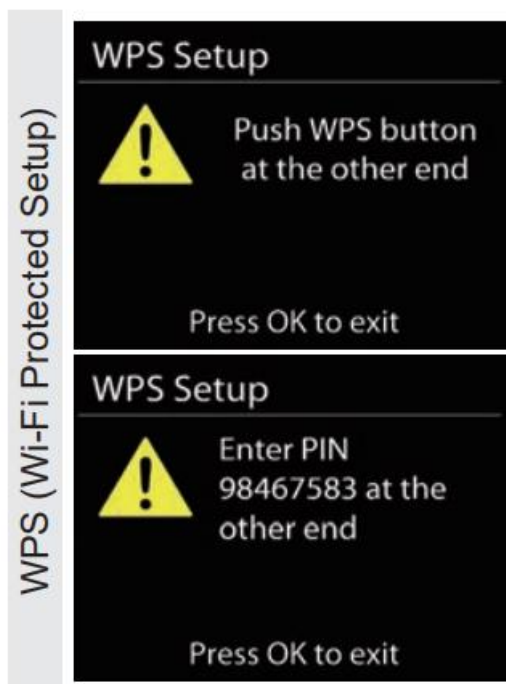 WPS (Wi-Fi Protected Setup)
WPS Setup
Push WPS button
at the other end
Press OK to exit
WPS Setup
Enter PIN
98467583 at the
other end
Press OK to exit